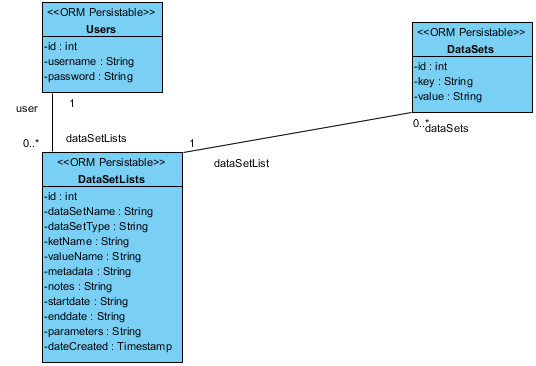 <<ORM Persistable>>
Users
-id : int
-username : String
-password : String
<<ORM Persistable>>
DataSets
-id : int
-key : String
-value : String
user
1
0..*
dataSetLists
1
dataSetList
0..*
dataSets
<<ORM Persistable>>
DataSetLists
-id : int
-dataSetName : String
-dataSetType : String
-ketName : String
-valueName : String
-metadata : String
-notes : String
-startdate : String
-enddate : String
-parameters : String
-dateCreated : Timestamp